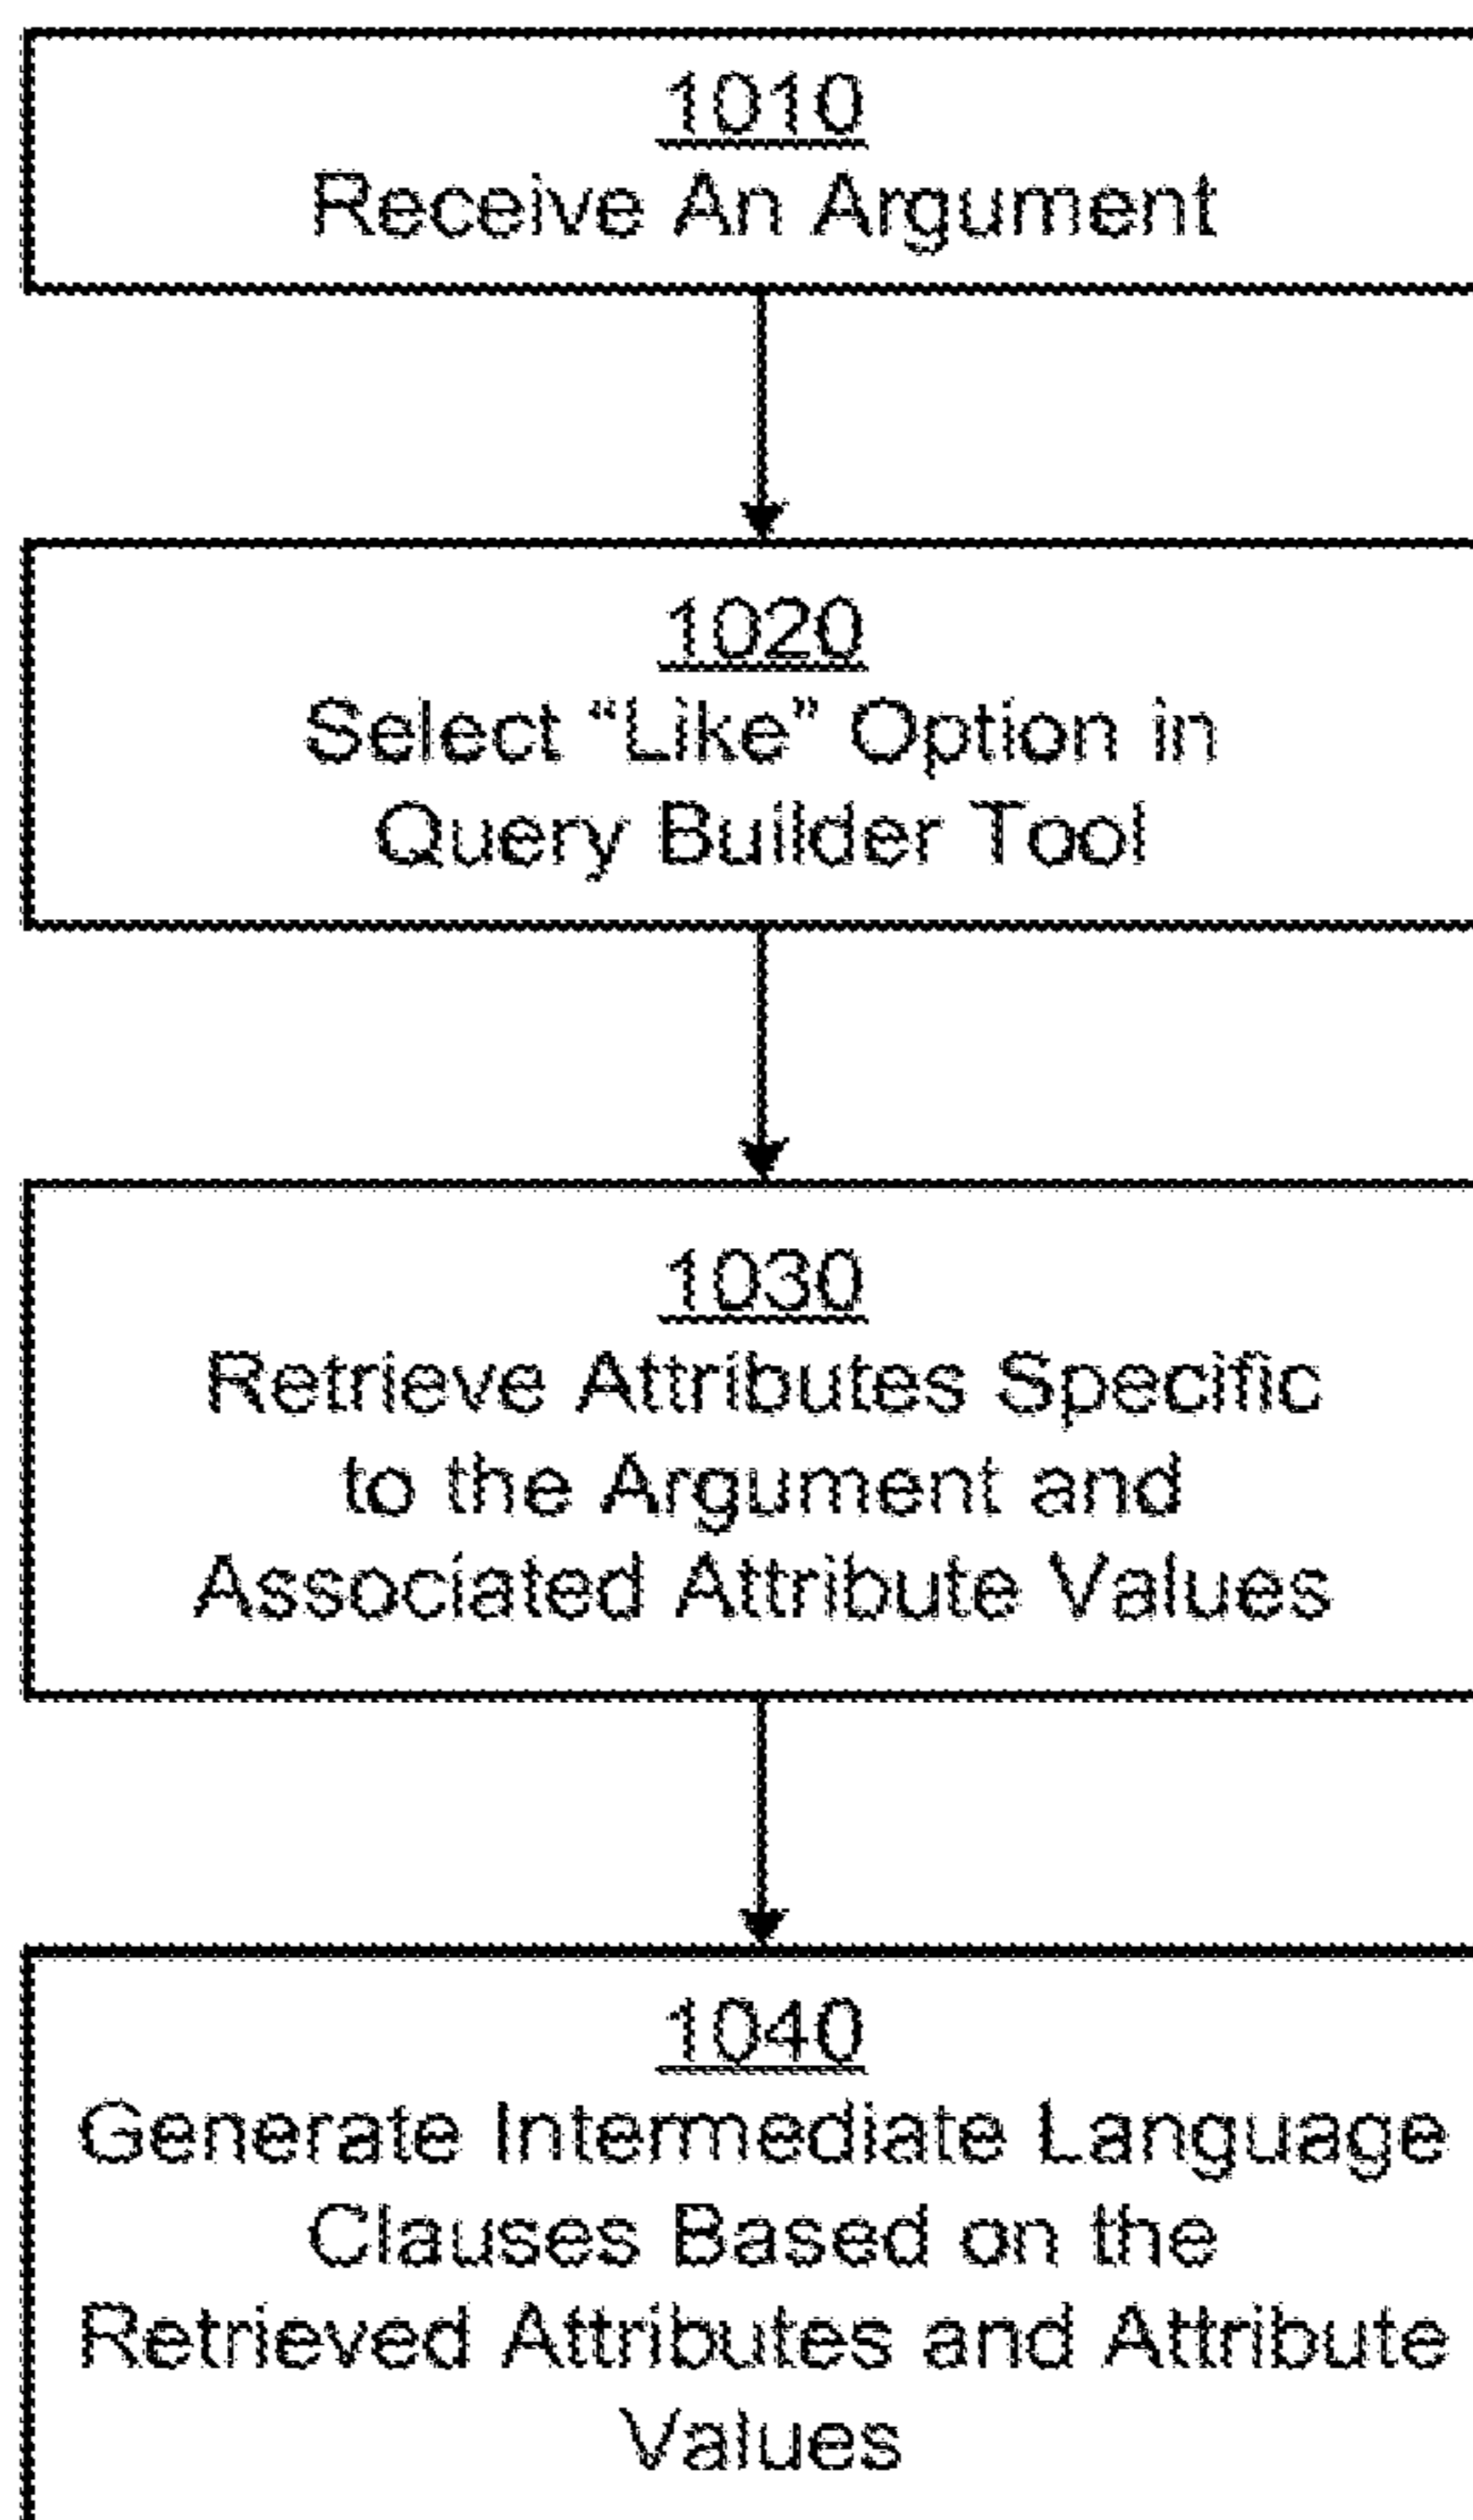 1010
Receive An Argument
1020
Select “Like” Option in
Query Builder Tool
1030
Retrieve Attributes Specific
to the Argument and
Associated Attribute Values
1040
Generate Intermediate Language
Clauses Based on the
Retrieved Attributes and Attribute
Values